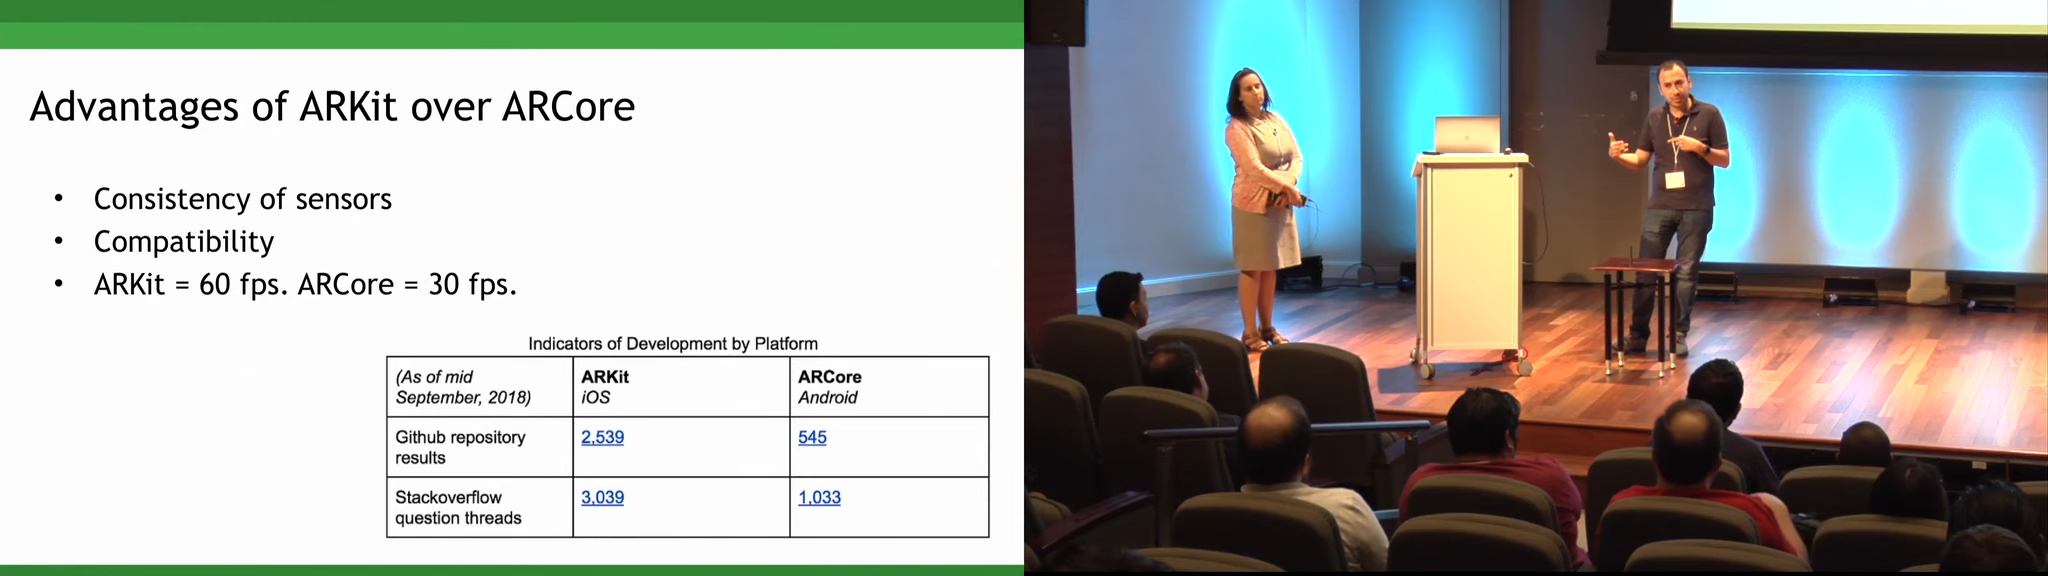 Advantages of ARKit over ARCore
• Consistency of sensors
• Compatibility
• ARKit = 60 fps. ARCore = 30 fps.
Indicators of Development by Platform
(As of mid
September, 2018)
ARKit
iOS
ARCore
Android
Github repository
results
2,539
545
Stackoverflow
question threads
3,039
1,033